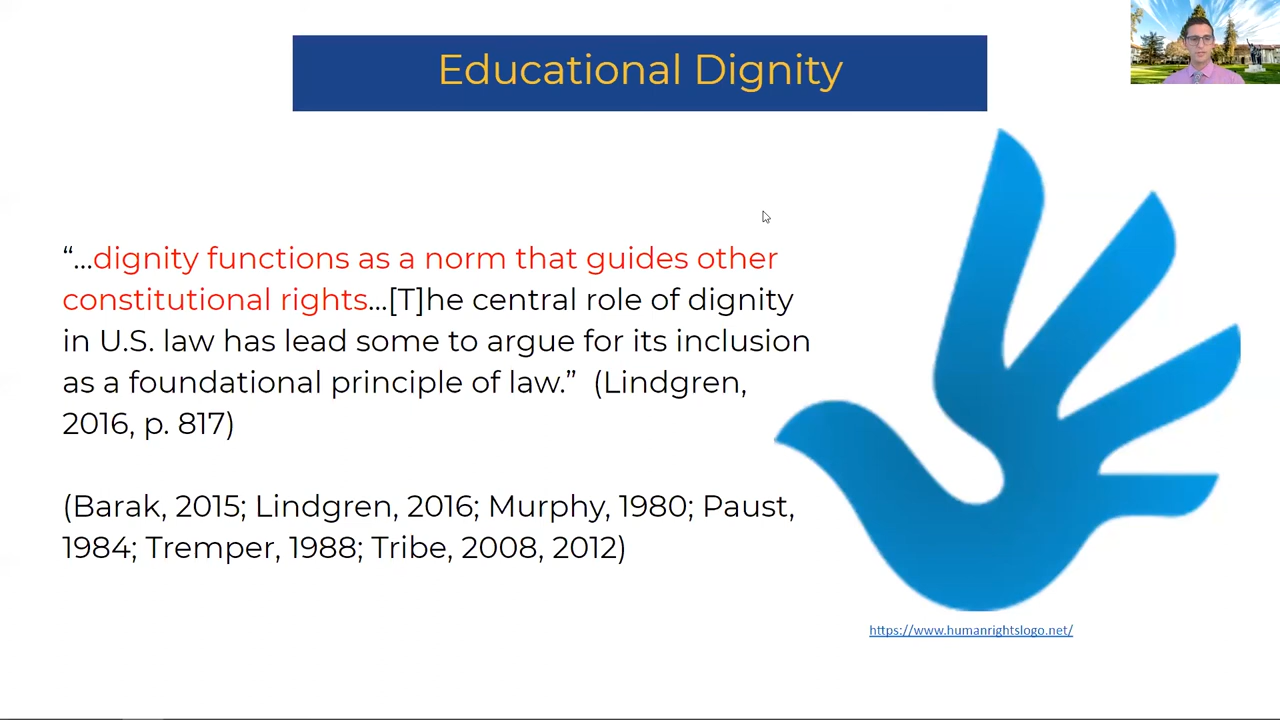 Educational Dignity
“...dignity functions as a norm that guides other
constitutional rights...[T]he central role of dignity
in U.S. law has lead some to argue for its inclusion
as a foundational principle of law.”  (Lindgren,
2016, p. 817)
(Barak, 2015; Lindgren, 2016; Murphy, 1980; Paust,
1984; Tremper, 1988; Tribe, 2008, 2012)
https://www.humanrightslogo.net/